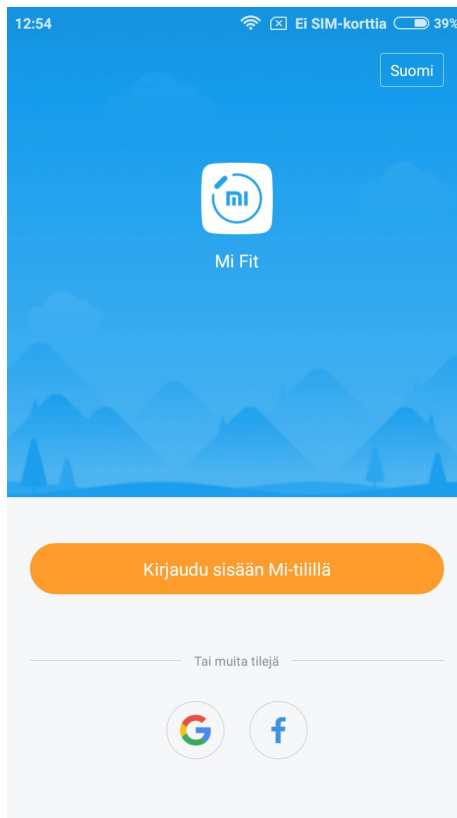 12:54 Ei SIM-korttia 39%
Suomi
mi
Mi Fit
Kirjaudu sisään Mi-tilillä
Tai muita tilejä
G f